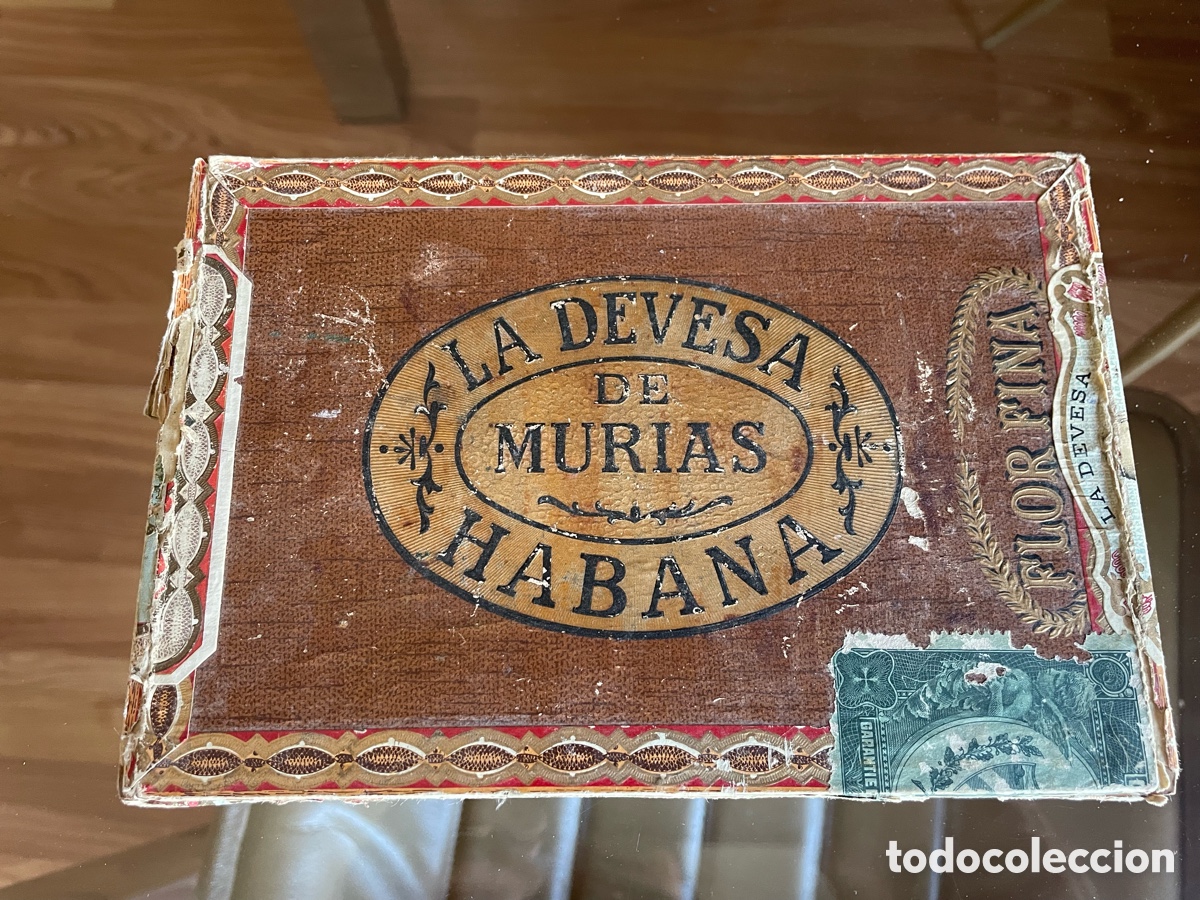 LA DEVESA
DE
MURIAS
HABANA
FLOR FINA
LA DEVESA
GARANTIE
todocoleccion